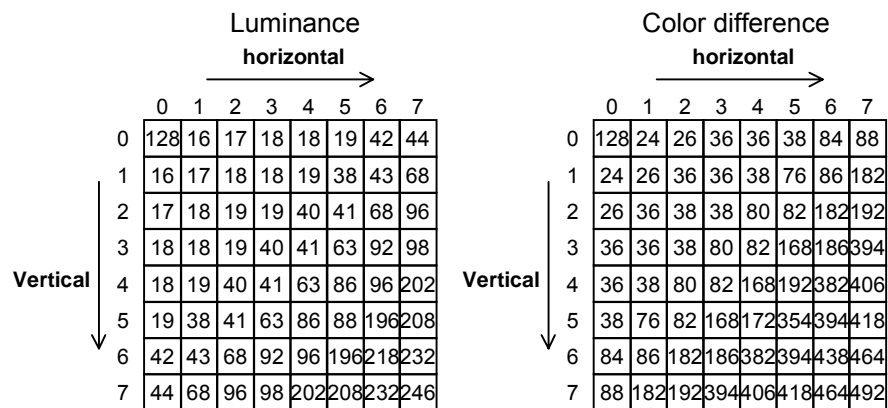 Luminance
horizontal
0 1 2 3 4 5 6 7
0 128 16 17 18 18 19 42 44
1 16 17 18 18 19 38 43 68
2 17 18 19 19 40 41 68 96
3 18 18 19 40 41 63 92 98
4 18 19 40 41 63 86 96 202
5 19 38 41 63 86 88 196 208
6 42 43 68 92 96 196 218 232
7 44 68 96 98 202 208 232 246
Vertical
Color difference
horizontal
0 1 2 3 4 5 6 7
0 128 24 26 36 36 38 84 88
1 24 26 36 36 38 76 86 182
2 26 36 38 38 80 82 182 192
3 36 36 38 80 82 168 186 394
4 36 38 80 82 168 192 382 406
5 38 76 82 168 172 354 394 418
6 84 86 182 186 382 394 438 464
7 88 182 192 394 406 418 464 492
Vertical